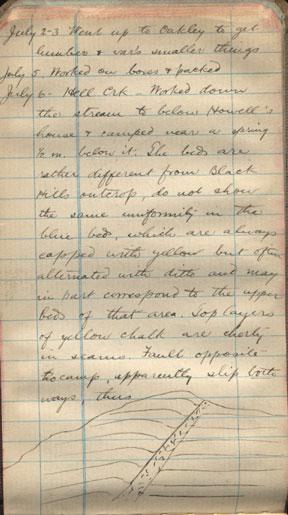 July 2-3 Went up to Oakley to get
lumber & var's smaller things
July 5. Worked on boxes & packed
July 6 - Hell Crk - Worked down
the stream to below Howell's
house & camped near a spring
½ m. below it. The beds are
rather different from Black
Hills outcrop, do not show
the same uniformity in the
blue beds, which are always
capped with yellow but often
alternated with ditto and may
in part correspond to the upper
beds of that area. Top layers
of yellow chalk are cherty
in seams. Fault opposite
to camp, apparently slip both
ways, thus